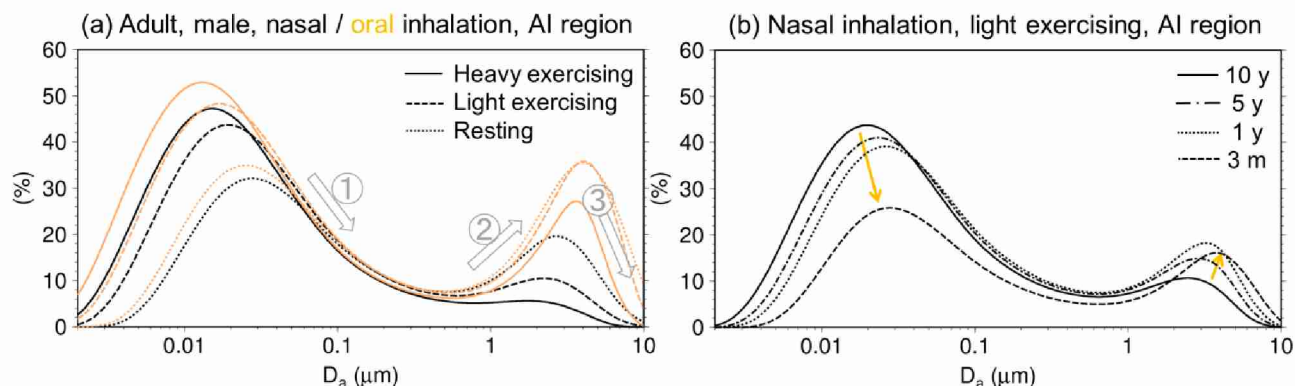 (a) Adult, male, nasal / oral inhalation, AI region
60
50
40
30
20
10
0
(%)
Heavy exercising
Light exercising
Resting
①
②
③
0.01
0.1
1
10
Dₐ (μm)
(b) Nasal inhalation, light exercising, AI region
60
50
40
30
20
10
0
(%)
10 y
5 y
1 y
3 m
0.01
0.1
1
10
Dₐ (μm)